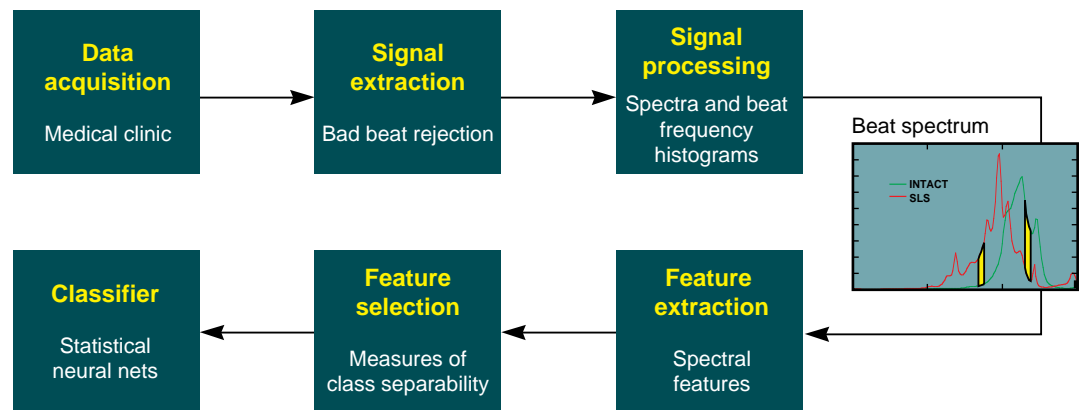 Data
acquisition
Medical clinic
Signal
extraction
Bad beat rejection
Signal
processing
Spectra and beat
frequency
histograms
Beat spectrum
INTACT
SLS
Feature
extraction
Spectral
features
Feature
selection
Measures of
class separability
Classifier
Statistical
neural nets